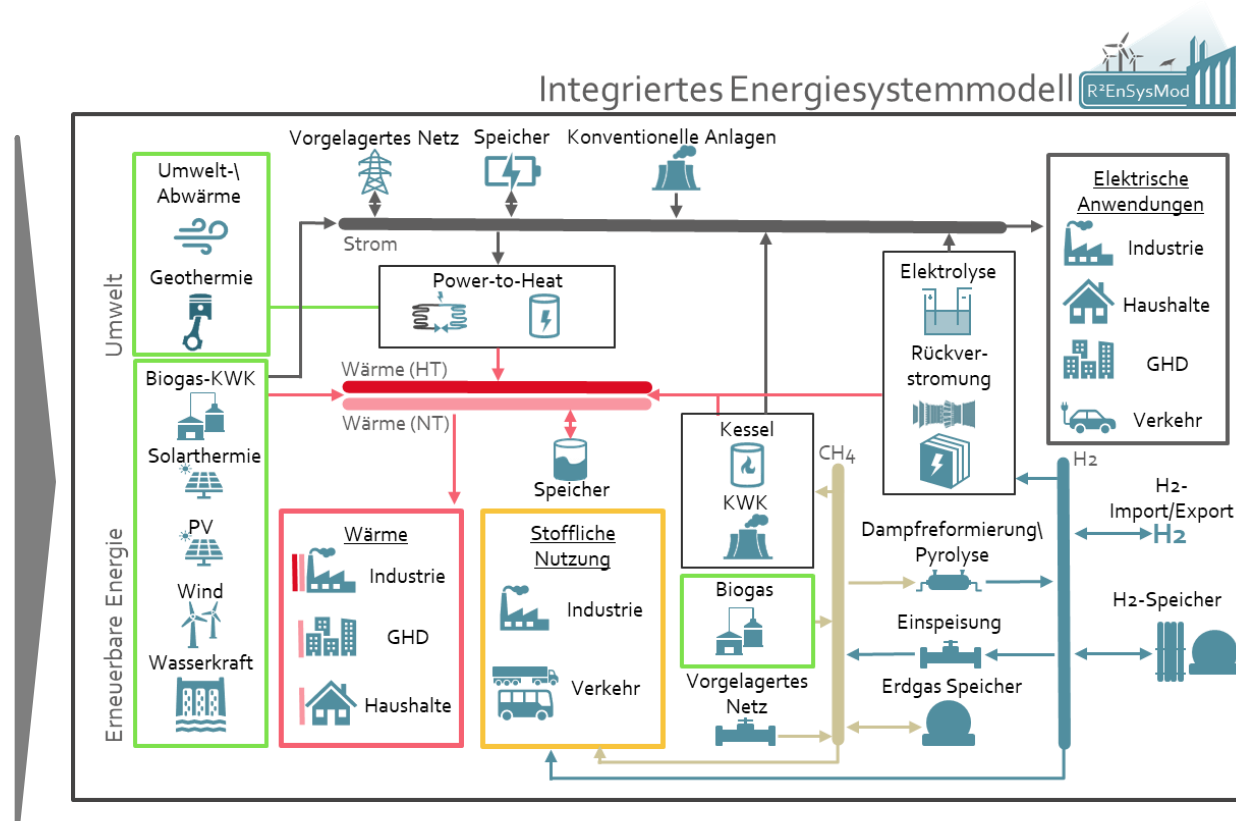 Integriertes Energiesystemmodell
R²EnSysMod
Vorgelagertes Netz
Speicher
Konventionelle Anlagen
Umwelt-\
Abwärme
Geothermie
Umwelt
Strom
Power-to-Heat
Elektrolyse
Rückver-
stromung
Elektrische
Anwendungen
Industrie
Haushalte
GHD
Verkehr
Erneuerbare Energie
Biogas-KWK
Solarthermie
PV
Wind
Wasserkraft
Wärme (HT)
Wärme (NT)
Speicher
Kessel
KWK
CH4
H2
H2-
Import/Export
H2
Wärme
Industrie
GHD
Haushalte
Stoffliche
Nutzung
Industrie
Verkehr
Biogas
Vorgelagertes
Netz
Dampfreformierung\
Pyrolyse
Einspeisung
Erdgas Speicher
H2-Speicher